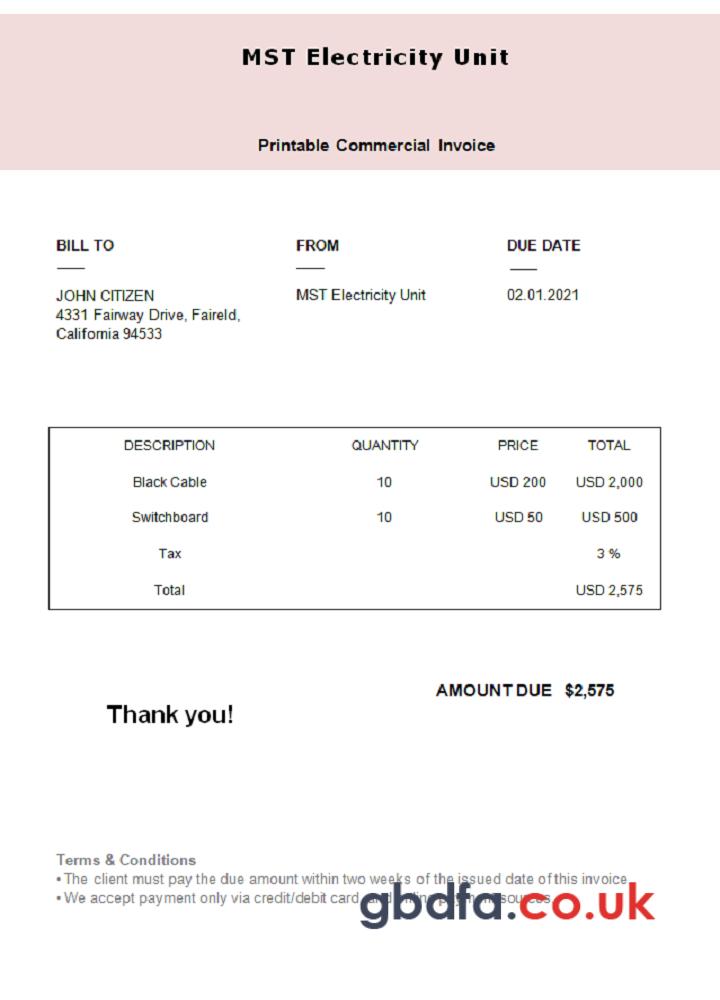 MST Electricity Unit
Printable Commercial Invoice
BILL TO
FROM
DUE DATE
JOHN CITIZEN
4331 Fairway Drive, Faireld,
California 94533
MST Electricity Unit
02.01.2021
DESCRIPTION QUANTITY PRICE TOTAL
Black Cable 10 USD 200 USD 2,000
Switchboard 10 USD 50 USD 500
Tax 3 %
Total USD 2,575
AMOUNT DUE $2,575
Thank you!
Terms & Conditions
• The client must pay the due amount within two weeks of the issued date of this invoice
• We accept payment only via credit/debit card and online payment sources
gbdfa.co.uk